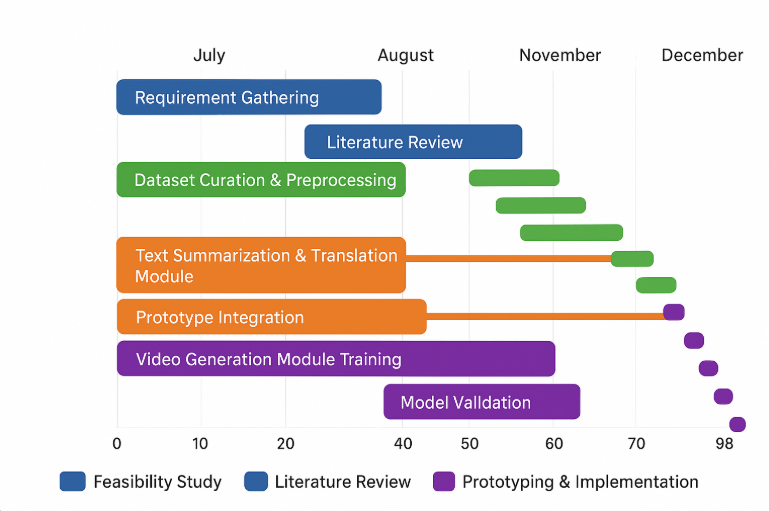 July August November December
Requirement Gathering
Literature Review
Dataset Curation & Preprocessing
Text Summarization & Translation
Module
Prototype Integration
Video Generation Module Training
Model Valldation
0 10 20 40 50 60 70 98
Feasibility Study Literature Review Prototyping & Implementation